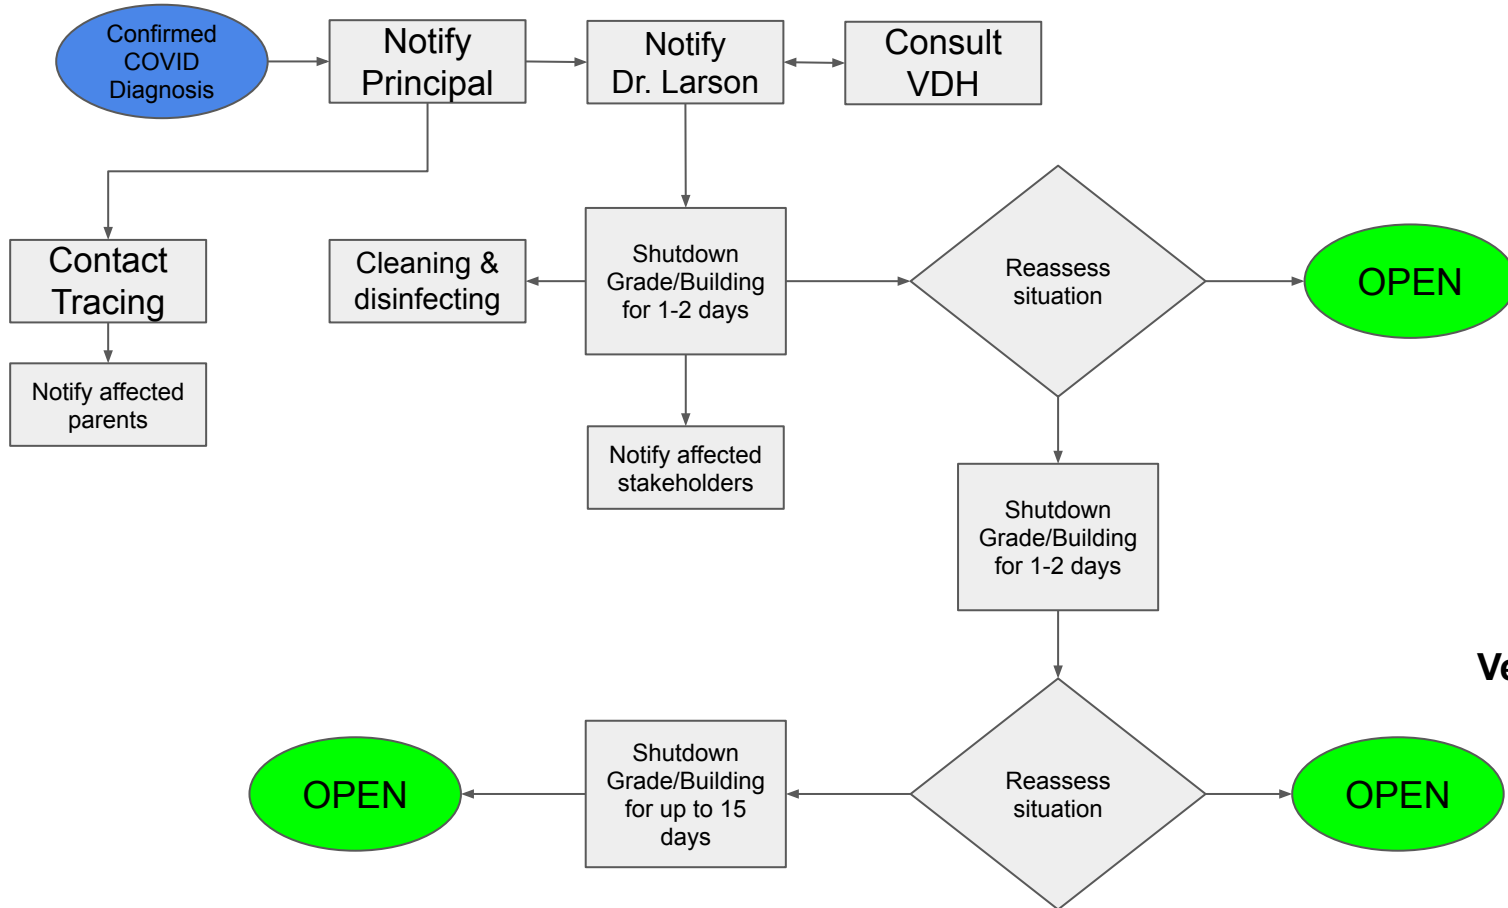 Confirmed
COVID
Diagnosis
Notify
Principal
Notify
Dr. Larson
Consult
VDH
Contact
Tracing
Cleaning &
disinfecting
Shutdown
Grade/Building
for 1-2 days
Reassess
situation
OPEN
Notify affected
parents
Notify affected
stakeholders
Shutdown
Grade/Building
for 1-2 days
OPEN
Shutdown
Grade/Building
for up to 15
days
Reassess
situation
OPEN